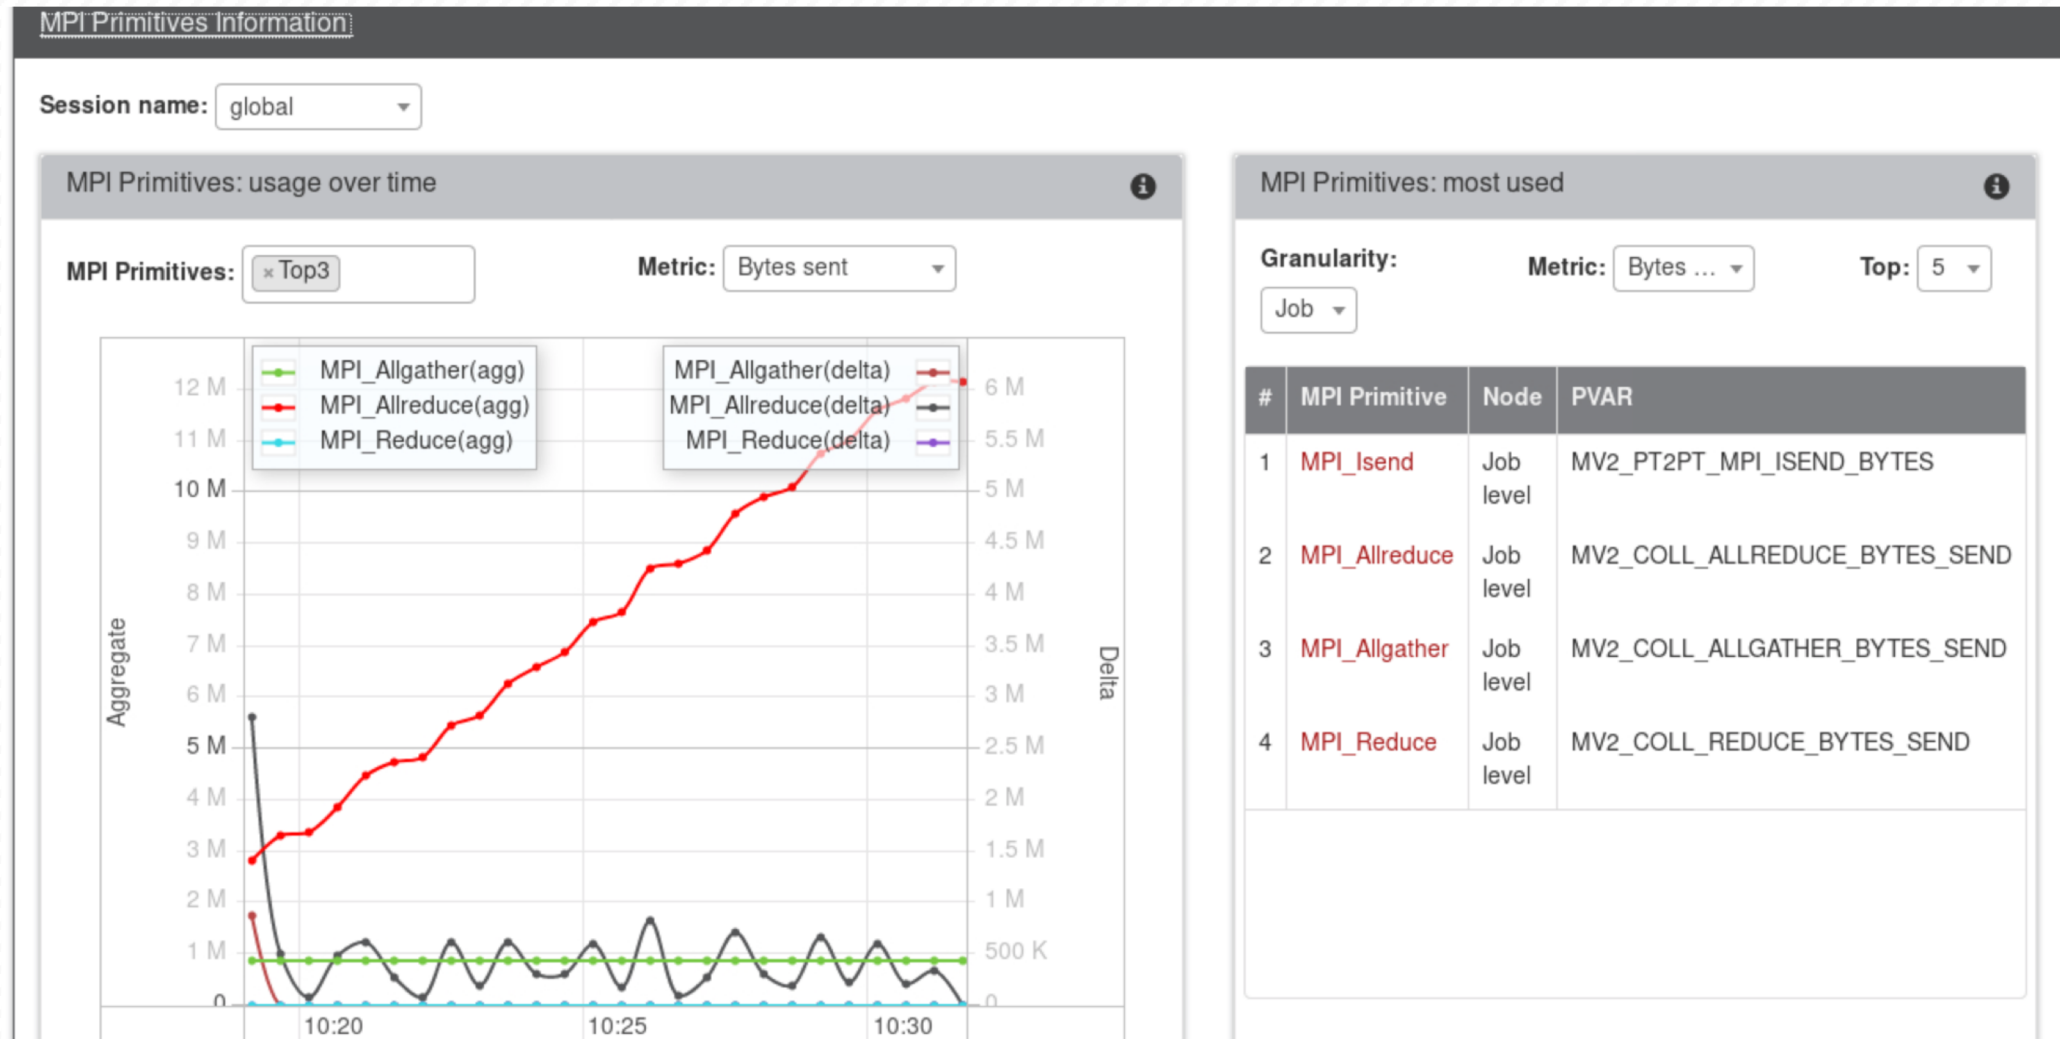 MPI Primitives Information
Session name: global
MPI Primitives: usage over time
MPI Primitives: × Top3
Metric: Bytes sent
MPI_Allgather(agg)
MPI_Allreduce(agg)
MPI_Reduce(agg)
MPI_Allgather(delta)
MPI_Allreduce(delta)
MPI_Reduce(delta)
12 M
11 M
10 M
9 M
8 M
7 M
6 M
5 M
4 M
3 M
2 M
1 M
0
Aggregate
6 M
5.5 M
5 M
4.5 M
4 M
3.5 M
3 M
2.5 M
2 M
1.5 M
1 M
500 K
0
Delta
10:20 10:25 10:30
MPI Primitives: most used
Granularity:
Job
Metric: Bytes ...
Top: 5
# MPI Primitive Node PVAR
1 MPI_Isend Job level MV2_PT2PT_MPI_ISEND_BYTES
2 MPI_Allreduce Job level MV2_COLL_ALLREDUCE_BYTES_SEND
3 MPI_Allgather Job level MV2_COLL_ALLGATHER_BYTES_SEND
4 MPI_Reduce Job level MV2_COLL_REDUCE_BYTES_SEND